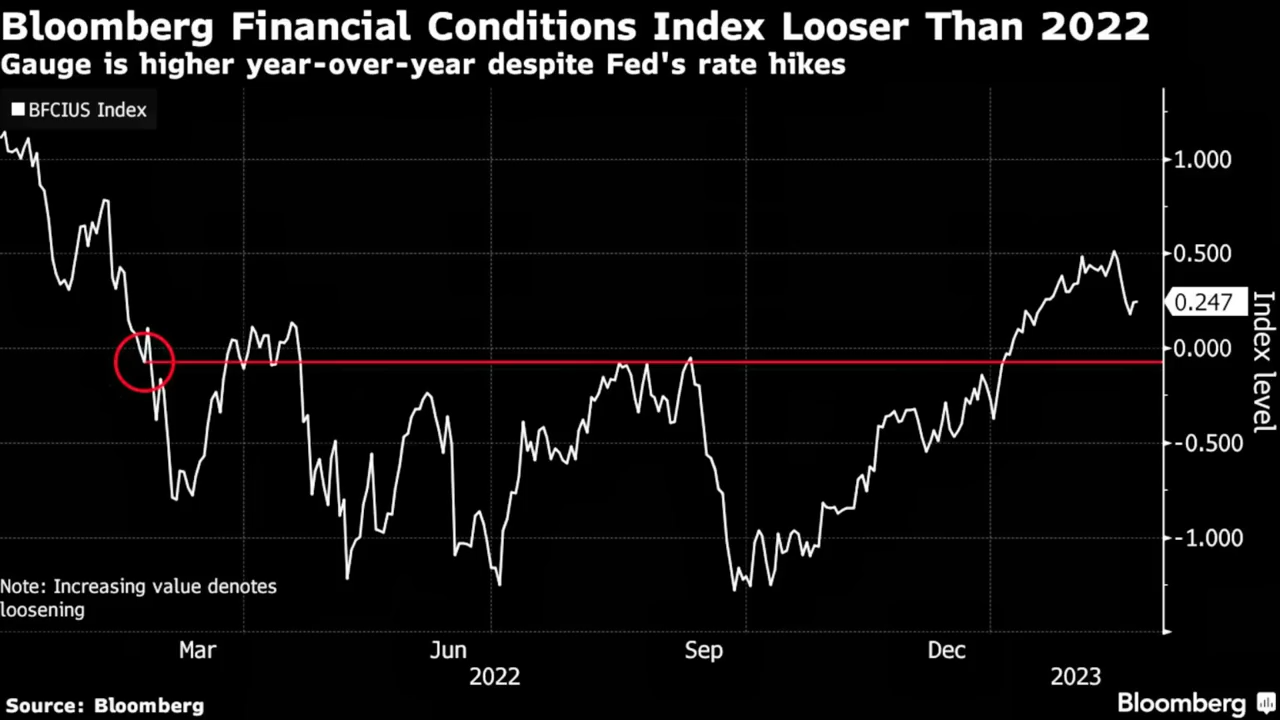 Bloomberg Financial Conditions Index Looser Than 2022
Gauge is higher year-over-year despite Fed's rate hikes
BFCIUS Index
1.000
0.500
0.247
0.000
-0.500
-1.000
Index level
Note: Increasing value denotes
loosening
Mar Jun Sep Dec
2022 2023
Source: Bloomberg
Bloomberg